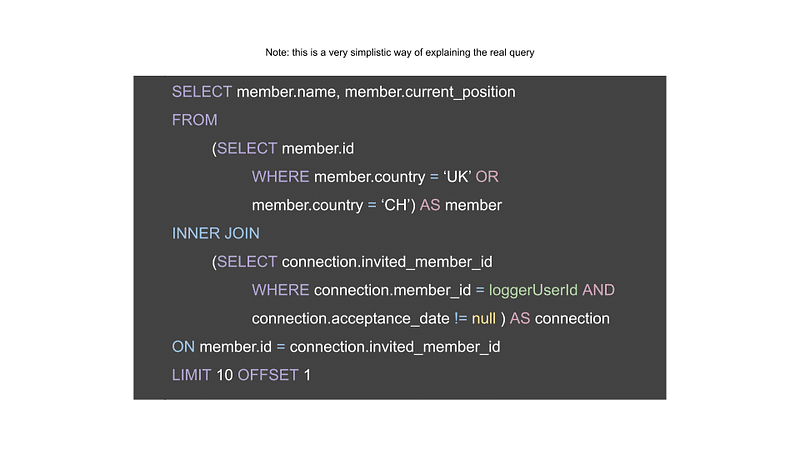 Note: this is a very simplistic way of explaining the real query
SELECT member.name, member.current_position
FROM
(SELECT member.id
WHERE member.country = ‘UK’ OR
member.country = ‘CH’) AS member
INNER JOIN
(SELECT connection.invited_member_id
WHERE connection.member_id = loggerUserId AND
connection.acceptance_date != null ) AS connection
ON member.id = connection.invited_member_id
LIMIT 10 OFFSET 1